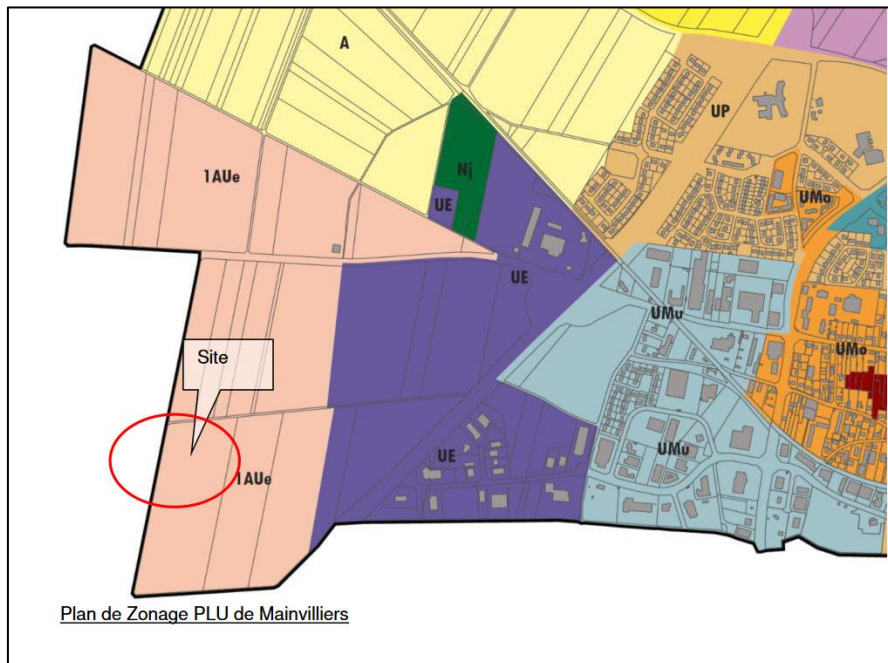 A
UP
1AUe
Nj
UE
UMo
UE
UMu
Site
UMo
UE
UMu
1AUe
Plan de Zonage PLU de Mainvilliers